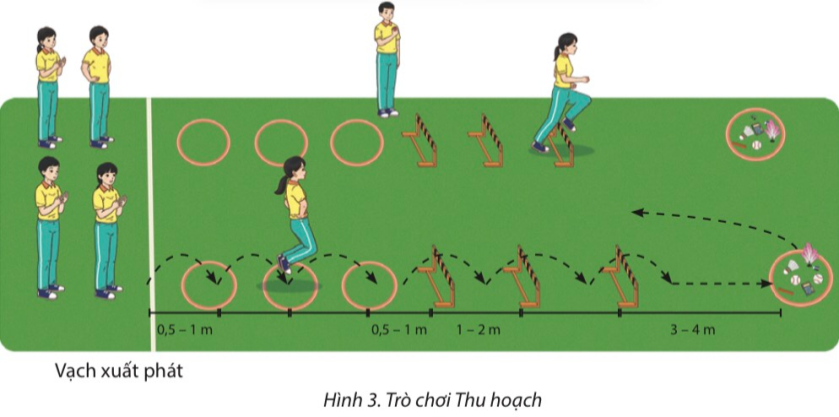 0,5 – 1 m
0,5 – 1 m
1 – 2 m
3 – 4 m
Vạch xuất phát
Hình 3. Trò chơi Thu hoạch